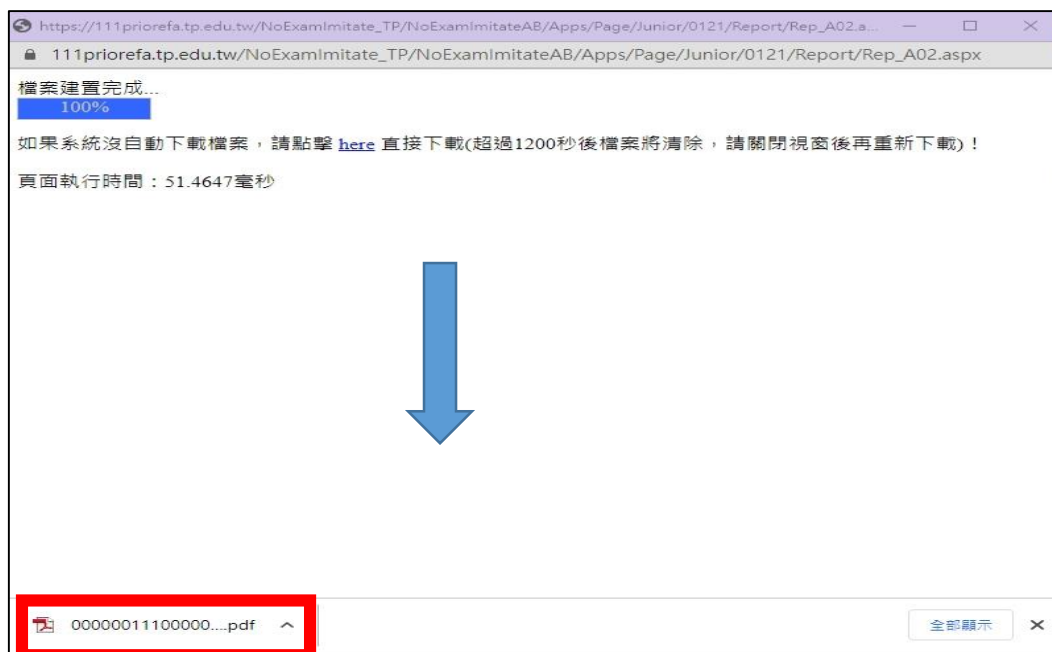 https://111priorefa.tp.edu.tw/NoExamImitate_TP/NoExamImitateAB/Apps/Page/Junior/0121/Report/Rep_A02.a...
111priorefa.tp.edu.tw/NoExamImitate_TP/NoExamImitateAB/Apps/Page/Junior/0121/Report/Rep_A02.aspx
檔案建置完成...
100%
如果系統沒自動下載檔案，請點擊 here 直接下載(超過1200秒後檔案將清除，請關閉視窗後再重新下載)！
頁面執行時間：51.4647毫秒
00000011100000....pdf
全部顯示